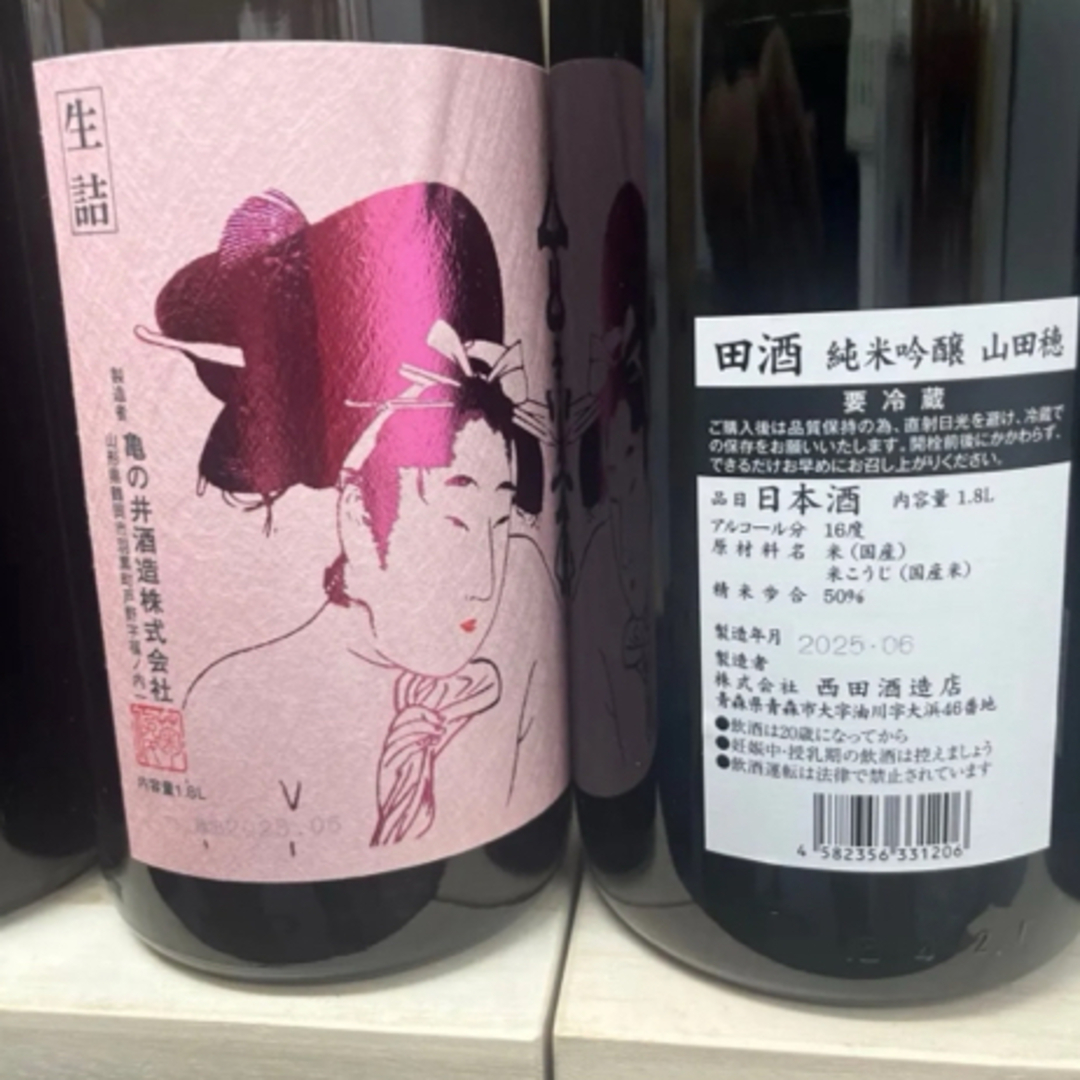 生詰
製造者
亀の井酒造株式会社
山形県鶴岡市羽黒町戸野字福ノ内一
内容量1.8L
2025.06
田酒 純米吟醸 山田穂
要冷蔵
ご購入後は品質保持の為、直射日光を避け、冷蔵で
の保存をお願いいたします。開栓前後にかかわらず、
できるだけお早めにお召し上がりください。
品目 日本酒 内容量 1.8L
アルコール分 16度
原材料名 米(国産)
米こうじ(国産米)
精米歩合 50%
製造年月 2025・06
製造者
株式会社 西田酒造店
青森県青森市大字油川字大浜46番地
●飲酒は20歳になってから
●妊娠中・授乳期の飲酒は控えましょう
●飲酒運転は法律で禁止されています
4 582356 331206